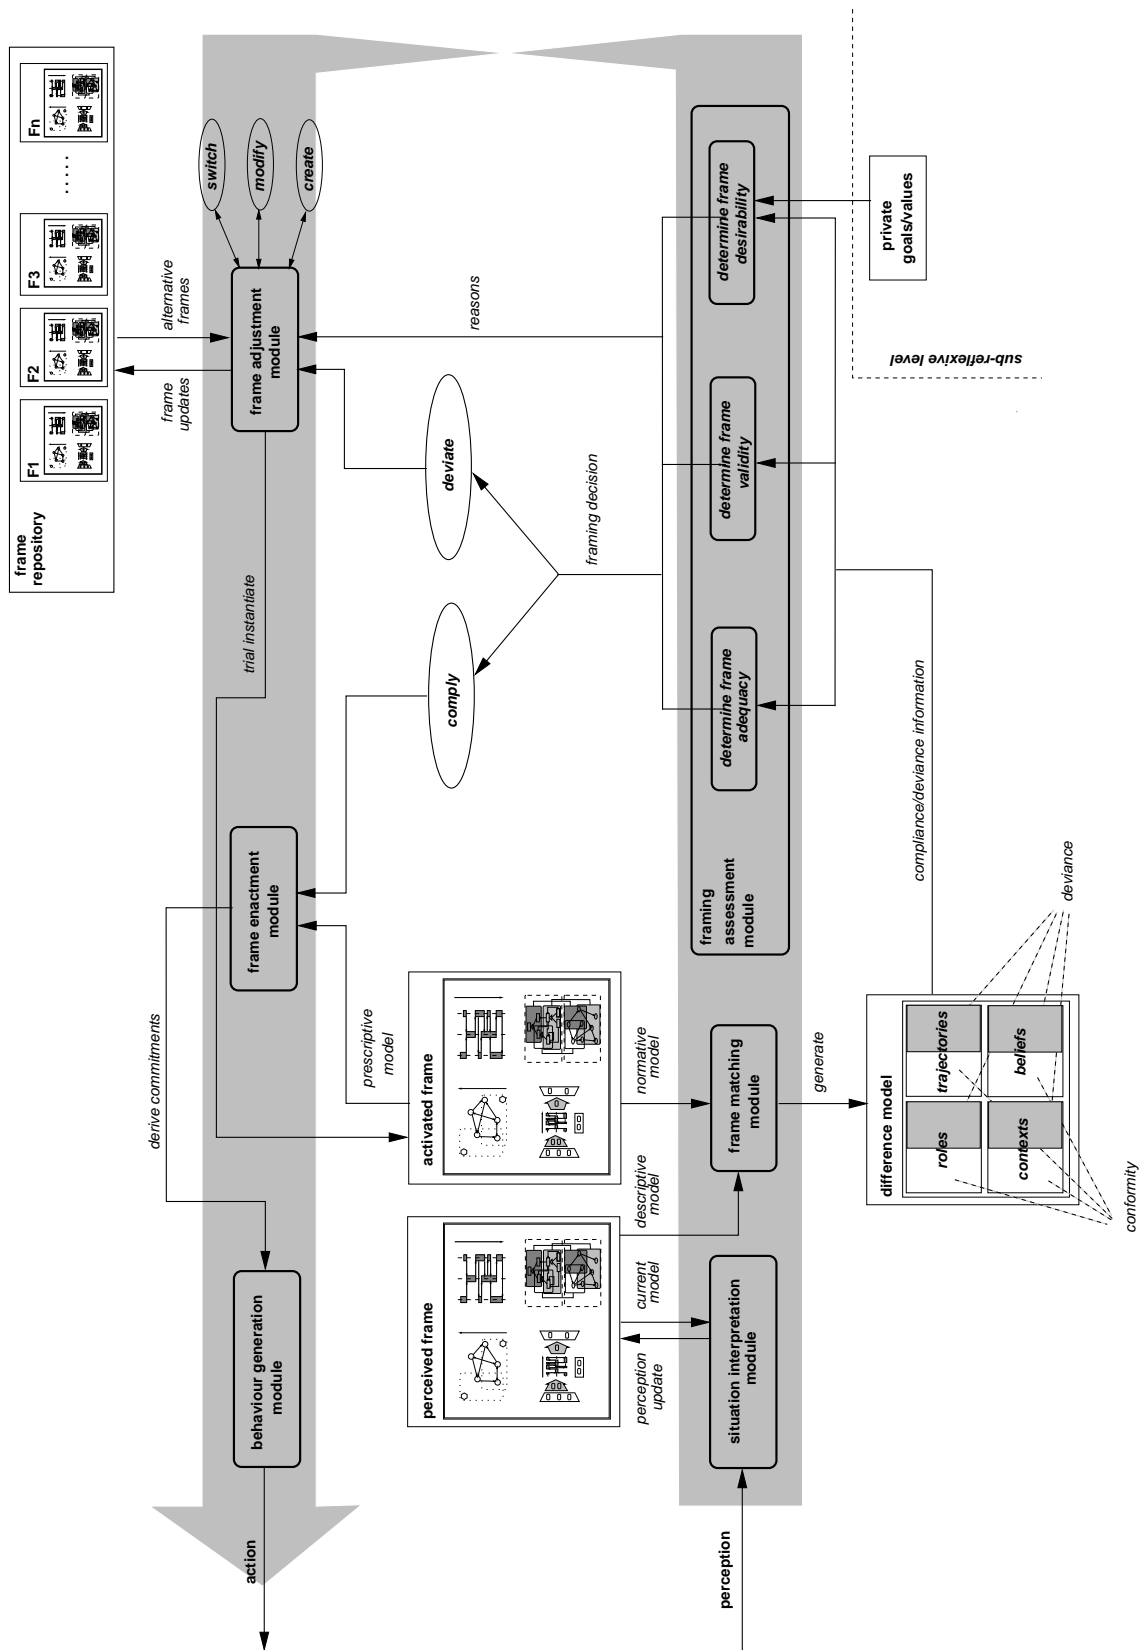 frame
repository
F1
F2
F3
. . . . .
Fn
frame
updates
alternative
frames
switch
modify
create
frame adjustment
module
trial instantiate
derive commitments
frame enactment
module
behaviour generation
module
action
reasons
deviate
comply
framing decision
prescriptive
model
activated frame
normative model
perceived frame
descriptive
model
current
model
perception
update
situation interpretation
module
perception
frame matching
module
generate
framing
assessment
module
determine frame
adequacy
determine frame
validity
determine frame
desirability
private
goals/values
sub-reflexive level
compliance/deviance information
difference model
roles
trajectories
contexts
beliefs
deviance
conformity